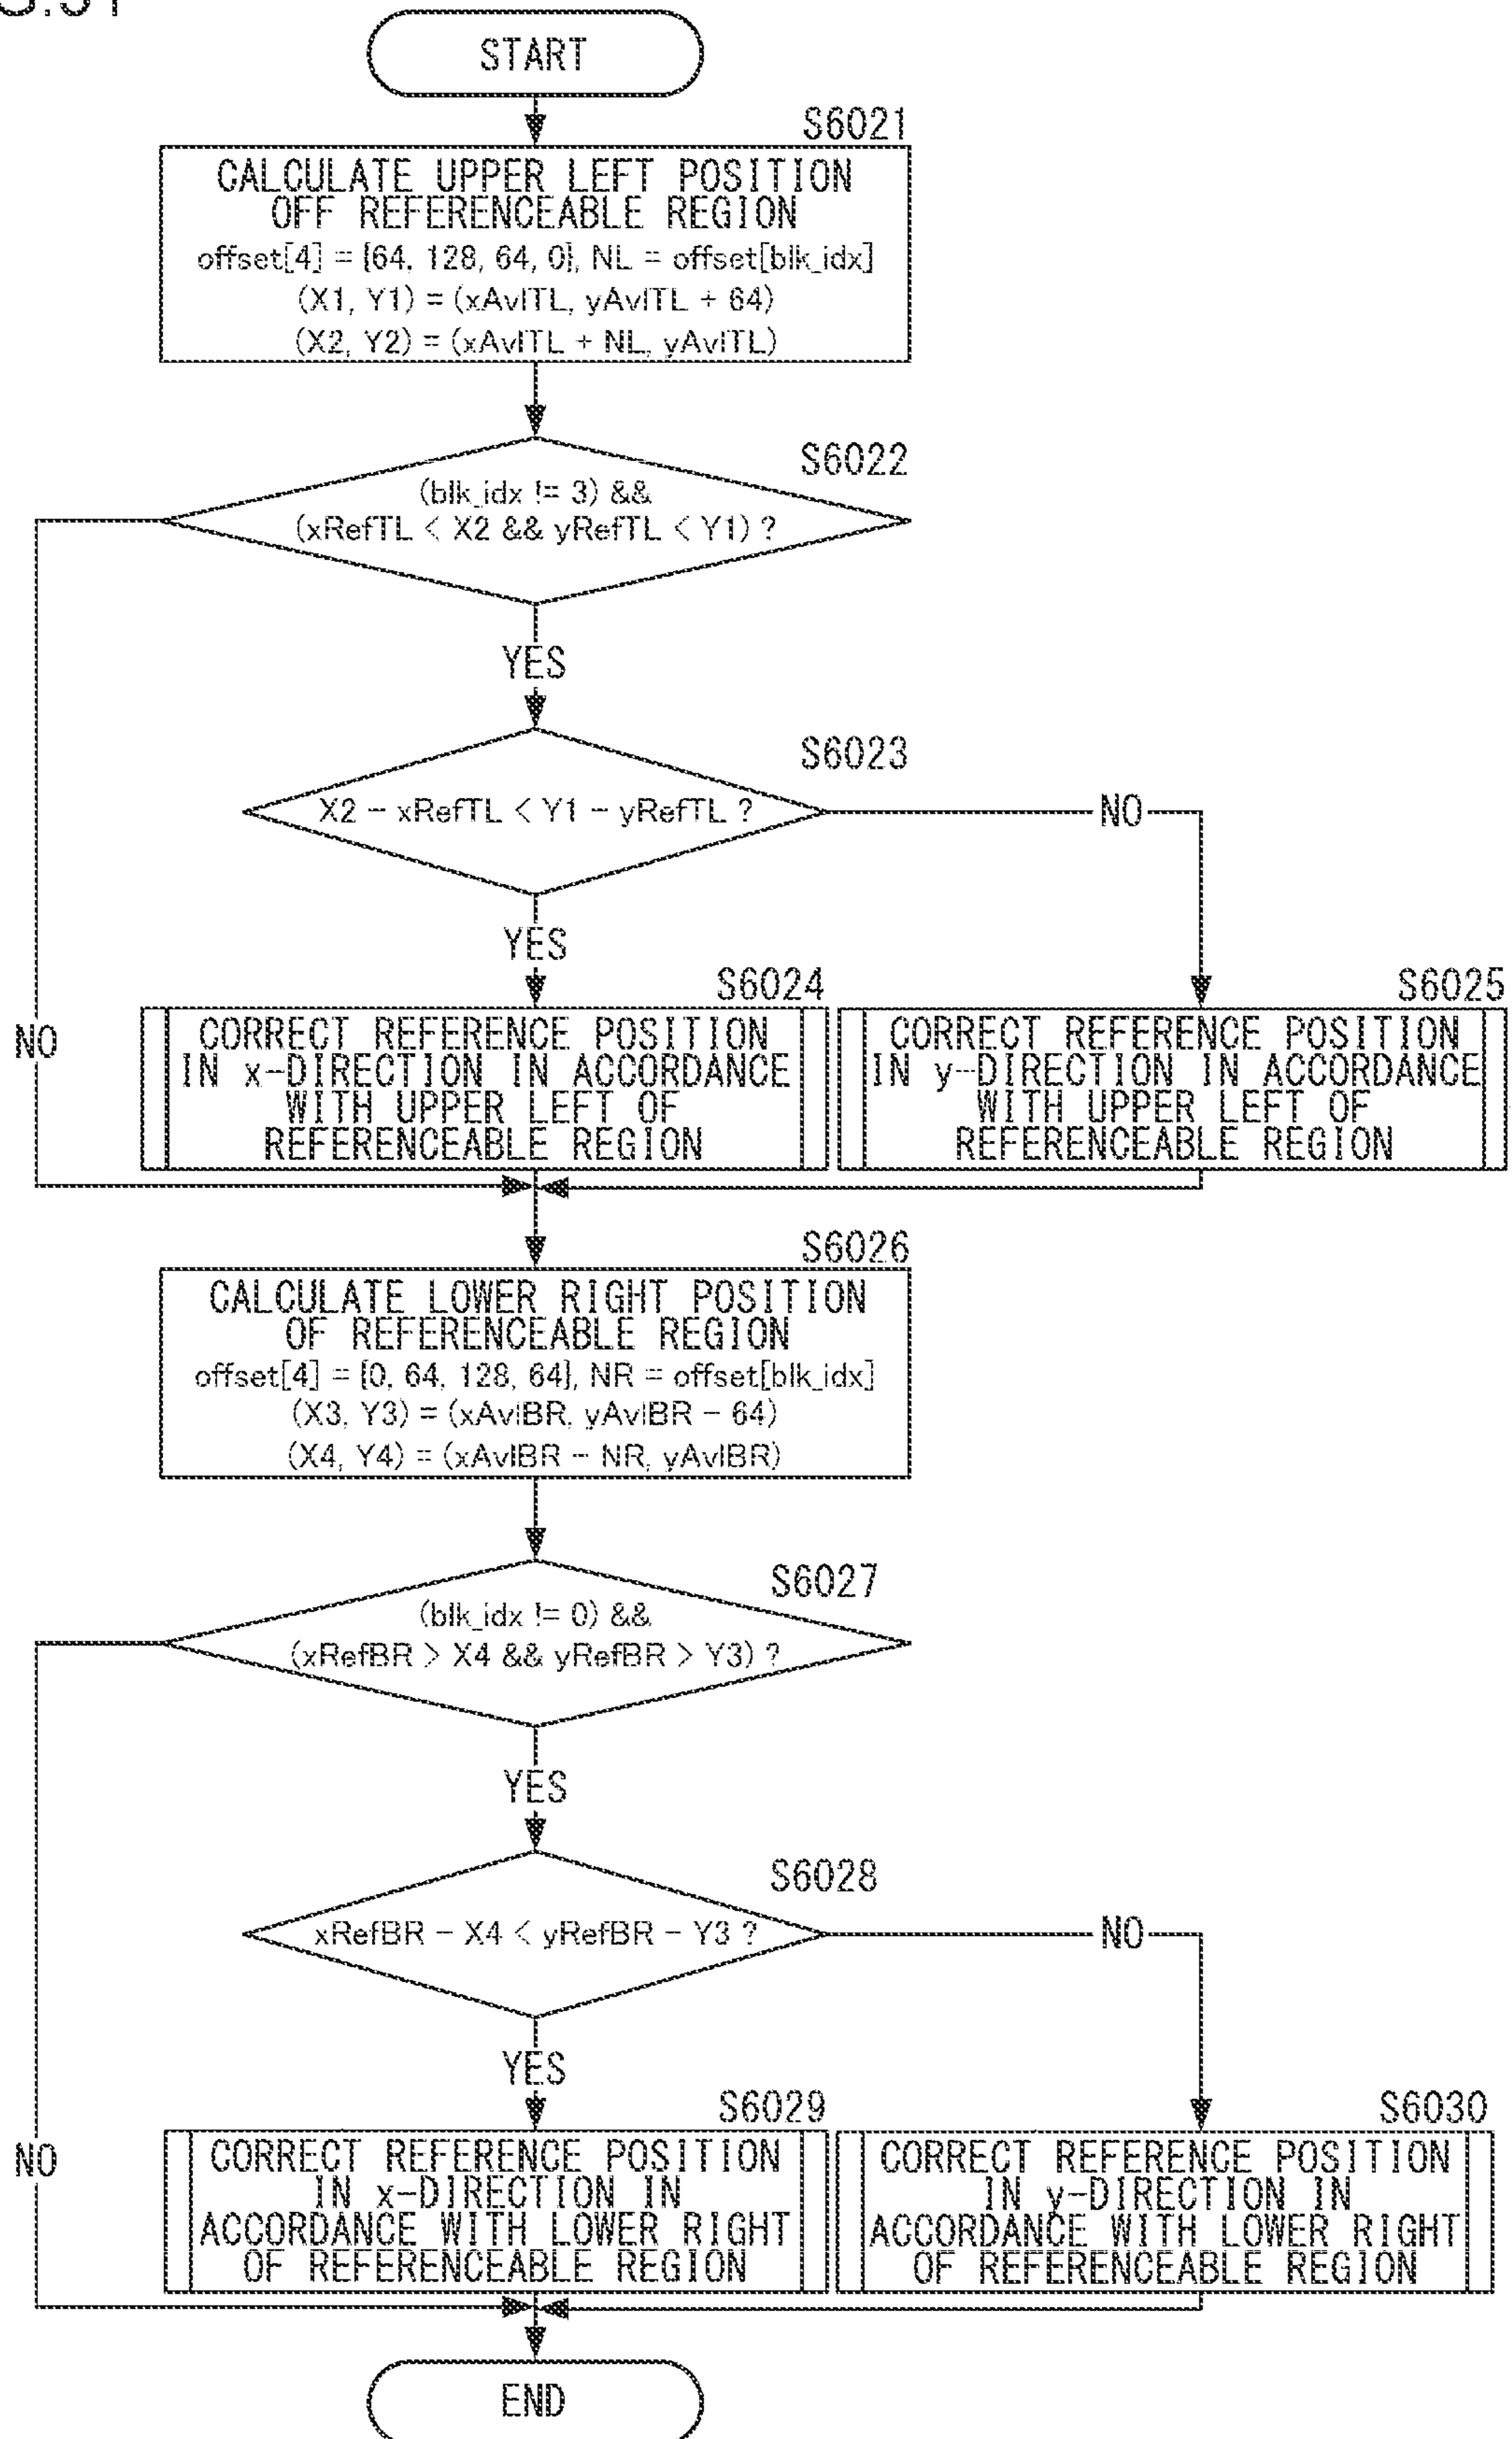 START
S6021
CALCULATE UPPER LEFT POSITION
OFF REFERENCEABLE REGION
offset[4] = {64, 128, 64, 0}, NL = offset[blk_idx]
(X1, Y1) = (xAvlTL, yAvlTL + 64)
(X2, Y2) = (xAvlTL + NL, yAvlTL)
S6022
(blk_idx != 3) &&
(xRefTL < X2 && yRefTL < Y1) ?
YES
S6023
X2 - xRefTL < Y1 - yRefTL ?
NO
YES
S6024
S6025
NO
CORRECT REFERENCE POSITION
IN x-DIRECTION IN ACCORDANCE
WITH UPPER LEFT OF
REFERENCEABLE REGION
CORRECT REFERENCE POSITION
IN y-DIRECTION IN ACCORDANCE
WITH UPPER LEFT OF
REFERENCEABLE REGION
S6026
CALCULATE LOWER RIGHT POSITION
OF REFERENCEABLE REGION
offset[4] = {0, 64, 128, 64}, NR = offset[blk_idx]
(X3, Y3) = (xAvlBR, yAvlBR - 64)
(X4, Y4) = (xAvlBR - NR, yAvlBR)
S6027
(blk_idx != 0) &&
(xRefBR > X4 && yRefBR > Y3) ?
YES
S6028
xRefBR - X4 < yRefBR - Y3 ?
NO
YES
S6029
S6030
NO
CORRECT REFERENCE POSITION
IN x-DIRECTION IN
ACCORDANCE WITH LOWER RIGHT
OF REFERENCEABLE REGION
CORRECT REFERENCE POSITION
IN y-DIRECTION IN
ACCORDANCE WITH LOWER RIGHT
OF REFERENCEABLE REGION
END